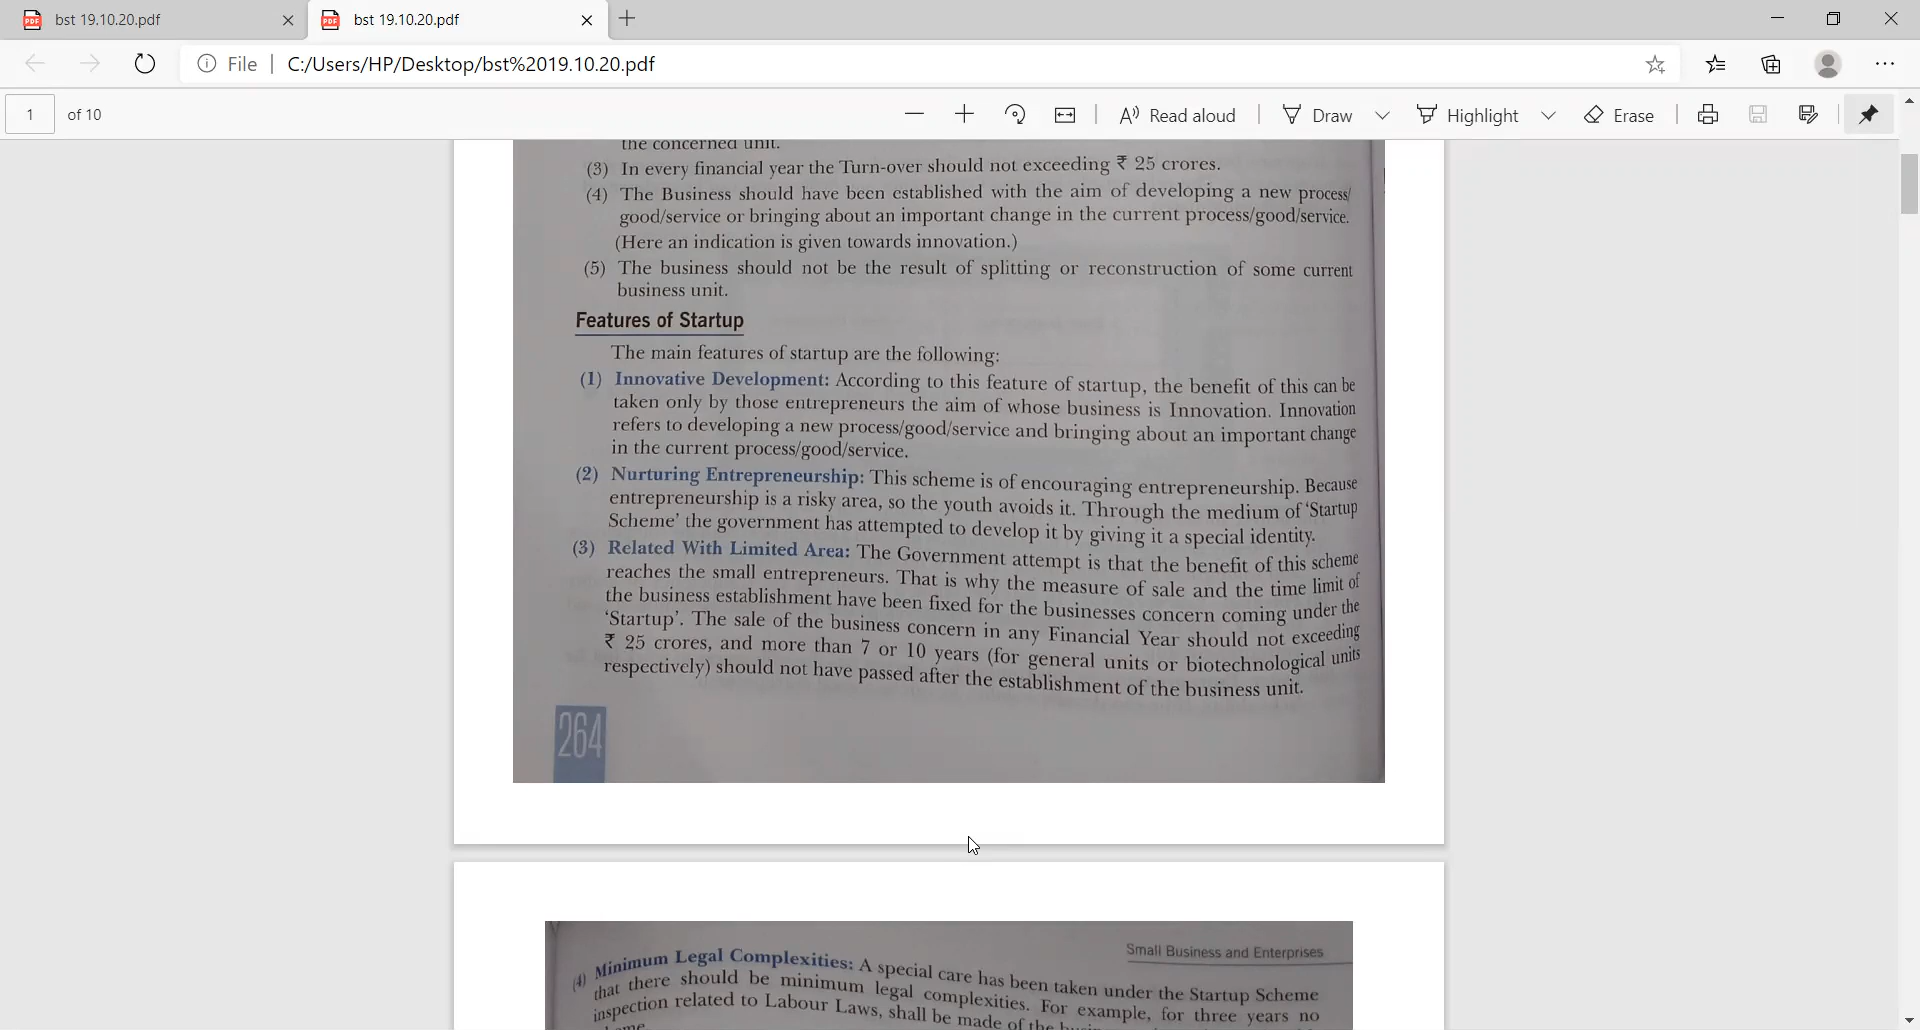 bst 19.10.20.pdf
bst 19.10.20.pdf
File
C:/Users/HP/Desktop/bst%2019.10.20.pdf
1 of 10
Read aloud
Draw
Highlight
Erase
the concerned unit.
(3) In every financial year the Turn-over should not exceeding ₹ 25 crores.
(4) The Business should have been established with the aim of developing a new process/
good/service or bringing about an important change in the current process/good/service.
(Here an indication is given towards innovation.)
(5) The business should not be the result of splitting or reconstruction of some current
business unit.
Features of Startup
The main features of startup are the following:
(1) Innovative Development: According to this feature of startup, the benefit of this can be
taken only by those entrepreneurs the aim of whose business is Innovation. Innovation
refers to developing a new process/good/service and bringing about an important change
in the current process/good/service.
(2) Nurturing Entrepreneurship: This scheme is of encouraging entrepreneurship. Because
entrepreneurship is a risky area, so the youth avoids it. Through the medium of 'Startup
Scheme' the government has attempted to develop it by giving it a special identity.
(3) Related With Limited Area: The Government attempt is that the benefit of this scheme
reaches the small entrepreneurs. That is why the measure of sale and the time limit of
the business establishment have been fixed for the businesses concern coming under the
'Startup'. The sale of the business concern in any Financial Year should not exceeding
₹ 25 crores, and more than 7 or 10 years (for general units or biotechnological units
respectively) should not have passed after the establishment of the business unit.
264
Small Business and Enterprises
(4) Minimum Legal Complexities: A special care has been taken under the Startup Scheme
that there should be minimum legal complexities. For example, for three years no
inspection related to Labour Laws, shall be made of the